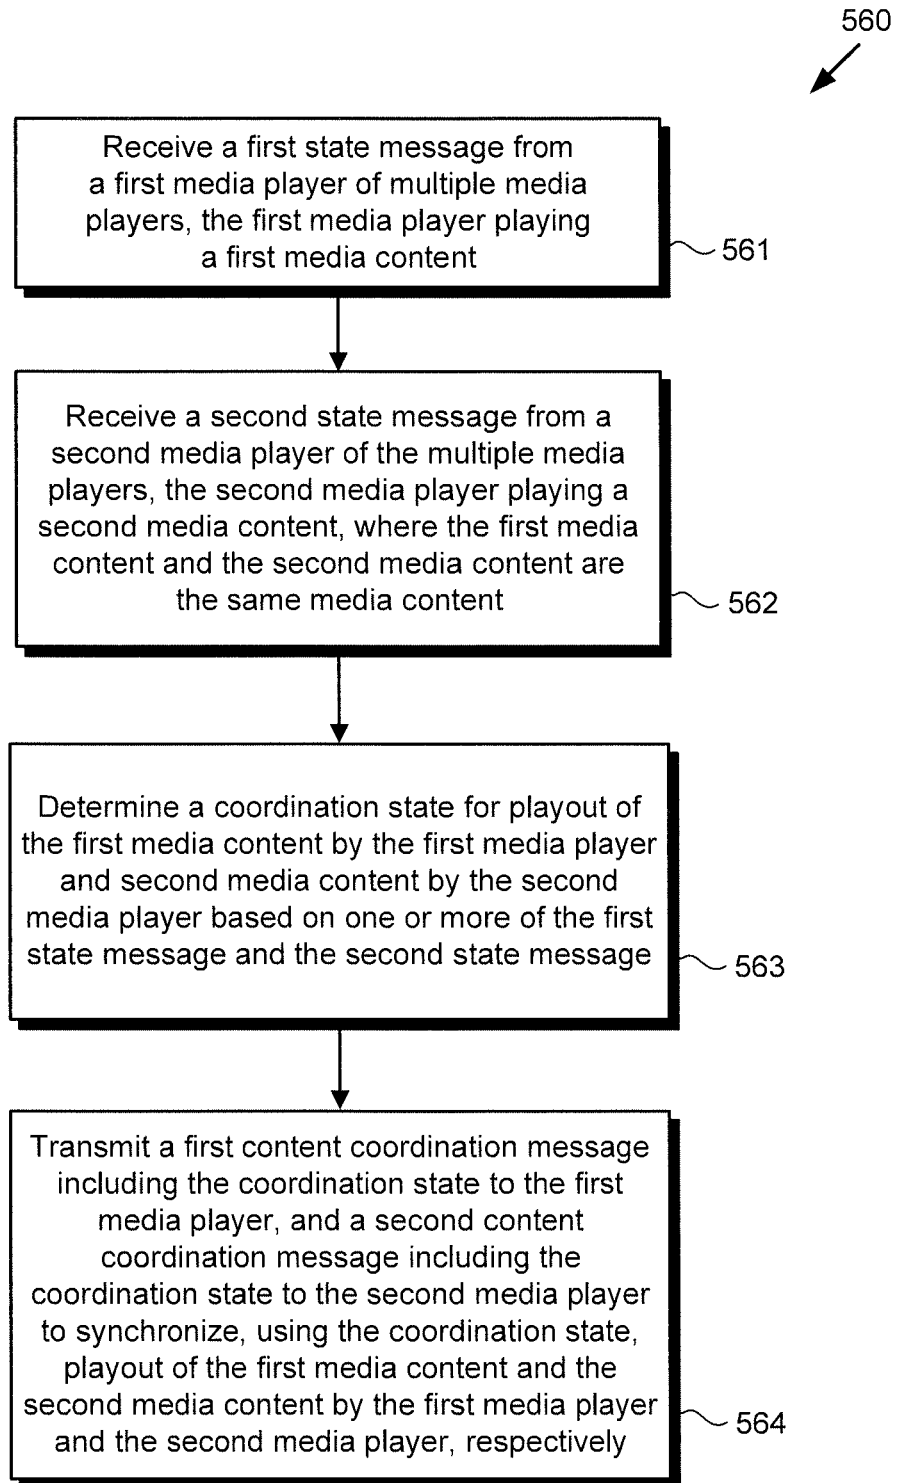 560
Receive a first state message from
a first media player of multiple media
players, the first media player playing
a first media content
561
Receive a second state message from a
second media player of the multiple media
players, the second media player playing a
second media content, where the first media
content and the second media content are
the same media content
562
Determine a coordination state for playout of
the first media content by the first media player
and second media content by the second
media player based on one or more of the first
state message and the second state message
563
Transmit a first content coordination message
including the coordination state to the first
media player, and a second content
coordination message including the
coordination state to the second media player
to synchronize, using the coordination state,
playout of the first media content and the
second media content by the first media player
and the second media player, respectively
564